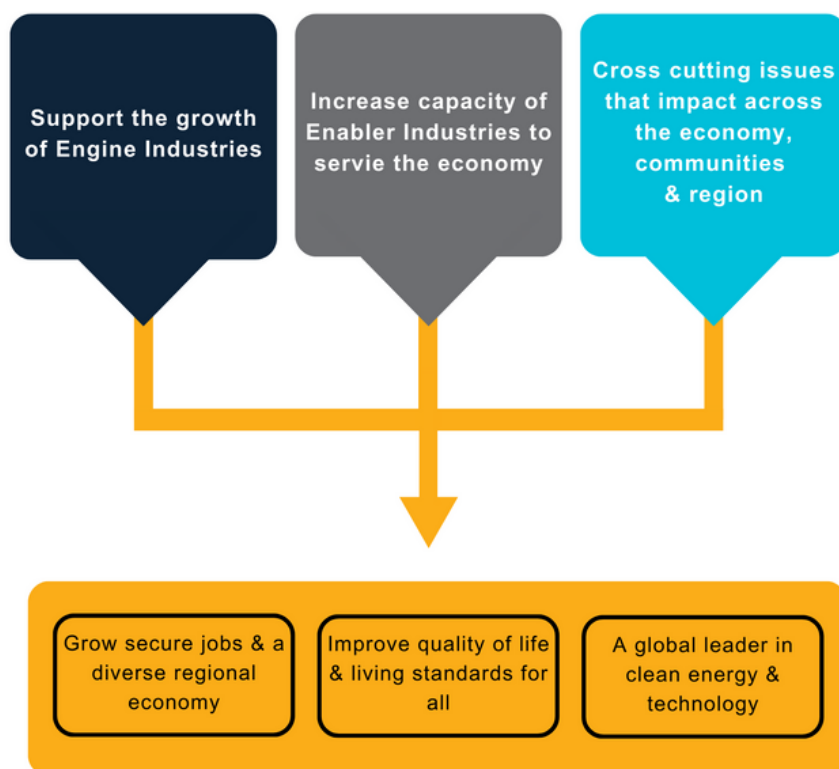 Support the growth
of Engine Industries
Increase capacity of
Enabler Industries to
servie the economy
Cross cutting issues
that impact across
the economy,
communities
& region
Grow secure jobs & a
diverse regional
economy
Improve quality of life
& living standards for
all
A global leader in
clean energy &
technology